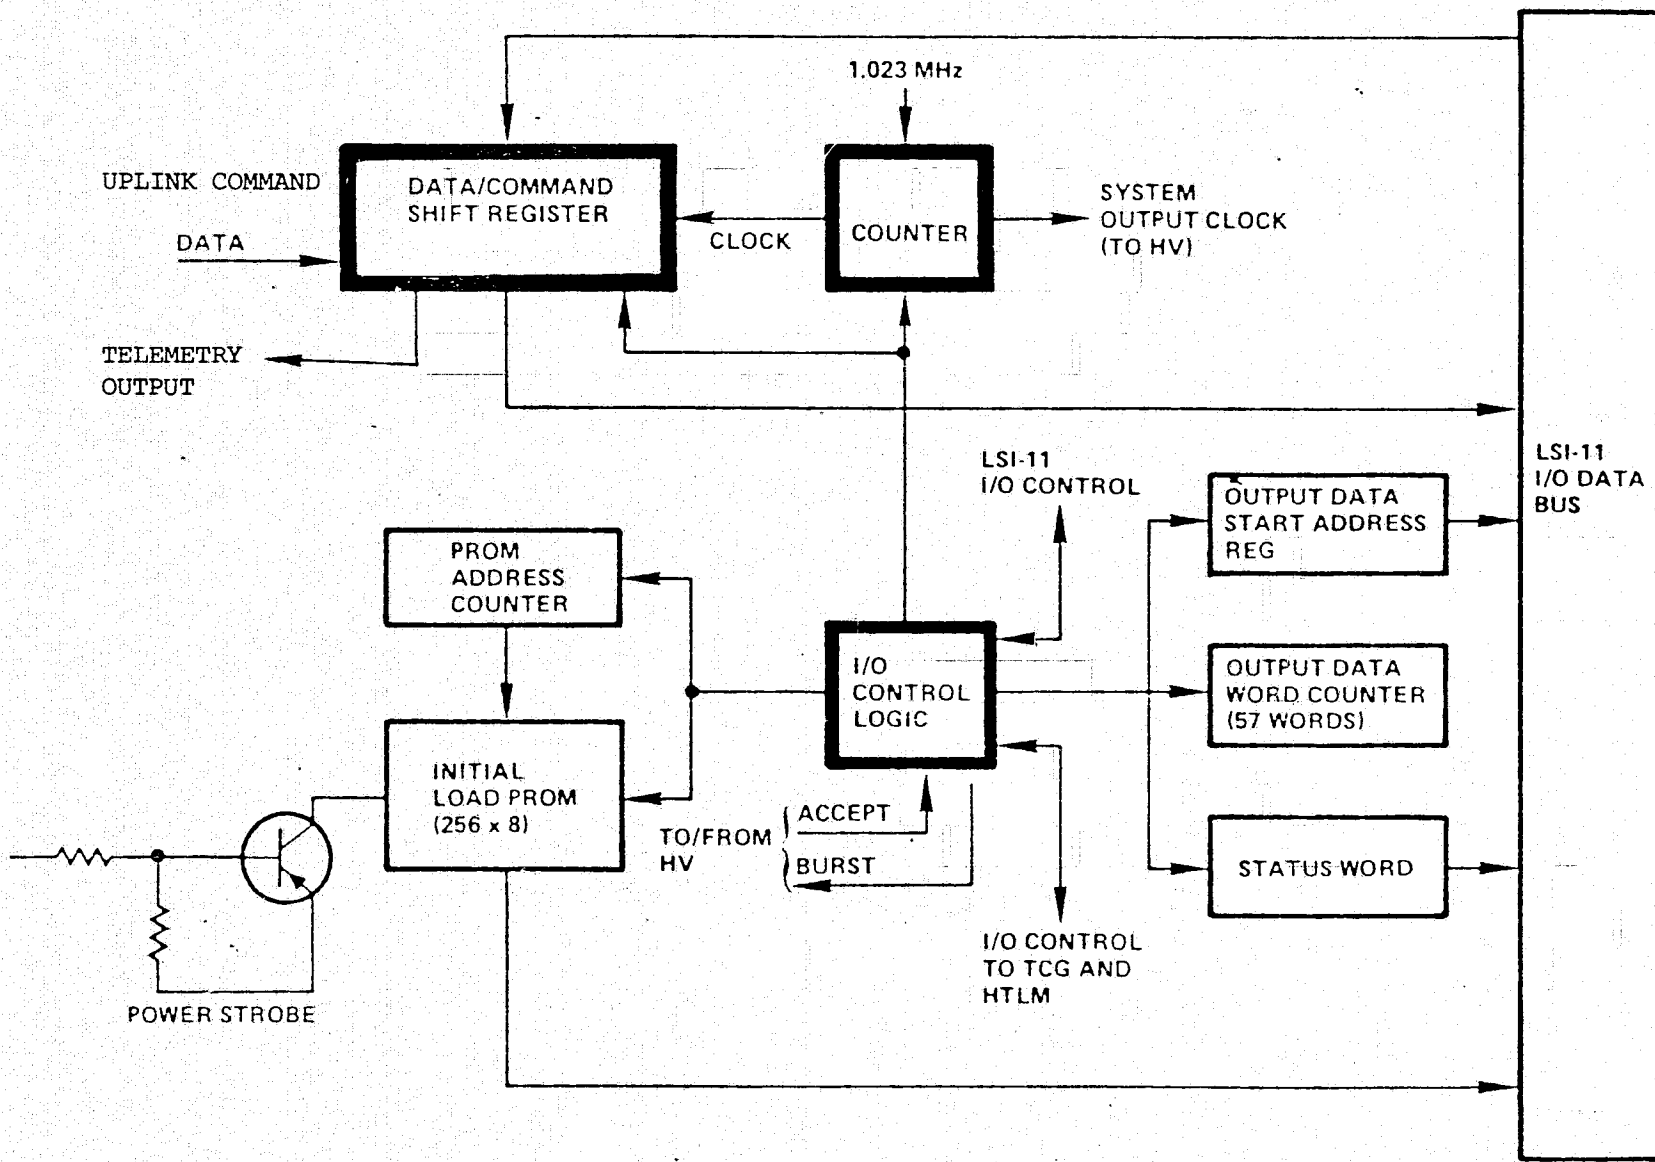 1.023 MHz
UPLINK COMMAND
DATA/COMMAND
SHIFT REGISTER
DATA
CLOCK
COUNTER
SYSTEM
OUTPUT CLOCK
(TO HV)
TELEMETRY
OUTPUT
LSI-11
I/O CONTROL
LSI-11
I/O DATA
BUS
OUTPUT DATA
START ADDRESS
REG
PROM
ADDRESS
COUNTER
I/O
CONTROL
LOGIC
OUTPUT DATA
WORD COUNTER
(57 WORDS)
INITIAL
LOAD PROM
(256 x 8)
TO/FROM
HV
ACCEPT
BURST
STATUS WORD
I/O CONTROL
TO TCG AND
HTLM
POWER STROBE